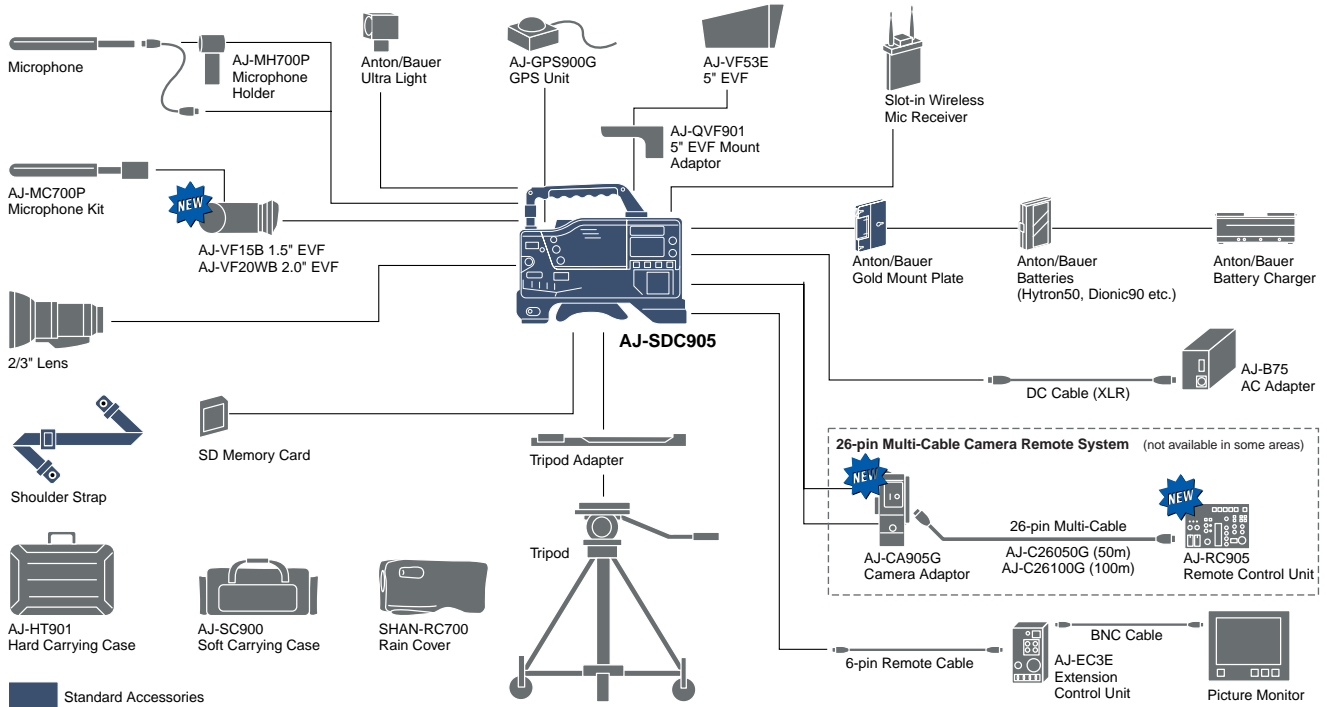 Microphone
AJ-MH700P
Microphone
Holder
Anton/Bauer
Ultra Light
AJ-GPS900G
GPS Unit
AJ-VF53E
5" EVF
AJ-QVF901
5" EVF Mount
Adaptor
Slot-in Wireless
Mic Receiver
AJ-MC700P
Microphone Kit
NEW
AJ-VF15B 1.5" EVF
AJ-VF20WB 2.0" EVF
Anton/Bauer
Gold Mount Plate
Anton/Bauer
Batteries
(Hytron50, Dionic90 etc.)
Anton/Bauer
Battery Charger
AJ-SDC905
2/3" Lens
DC Cable (XLR)
AJ-B75
AC Adapter
Shoulder Strap
SD Memory Card
Tripod Adapter
Tripod
26-pin Multi-Cable Camera Remote System (not available in some areas)
NEW
AJ-CA905G
Camera Adaptor
26-pin Multi-Cable
AJ-C26050G (50m)
AJ-C26100G (100m)
NEW
AJ-RC905
Remote Control Unit
AJ-HT901
Hard Carrying Case
AJ-SC900
Soft Carrying Case
SHAN-RC700
Rain Cover
6-pin Remote Cable
AJ-EC3E
Extension
Control Unit
BNC Cable
Picture Monitor
Standard Accessories